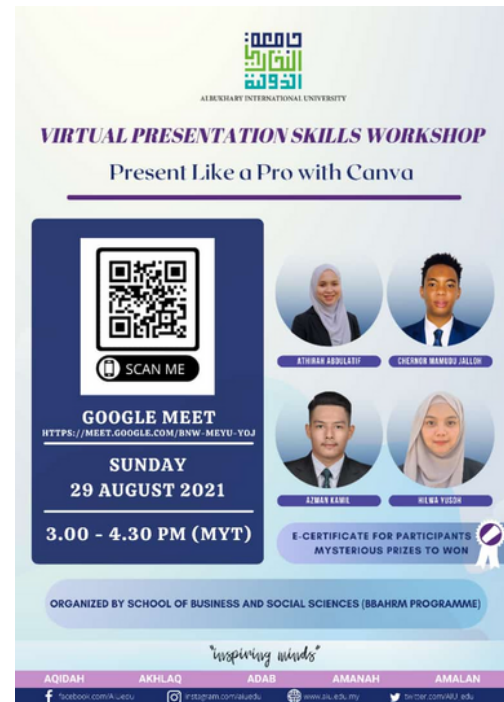 جامعة
البخاري
الدولية
ALBUKHARY INTERNATIONAL UNIVERSITY
VIRTUAL PRESENTATION SKILLS WORKSHOP
Present Like a Pro with Canva
SCAN ME
GOOGLE MEET
HTTPS://MEET.GOOGLE.COM/BNW-MEYU-YOJ
SUNDAY
29 AUGUST 2021
3.00 - 4.30 PM (MYT)
ATHIRAH ABDULATIF
CHERNOR MAMUDU JALLOH
AZMAN KAMIL
HILWA YUSOH
E-CERTIFICATE FOR PARTICIPANTS
MYSTERIOUS PRIZES TO WON
ORGANIZED BY SCHOOL OF BUSINESS AND SOCIAL SCIENCES (BBAHRM PROGRAMME)
"inspiring minds"
AQIDAH AKHLAQ ADAB AMANAH AMALAN
facebook.com/AIUedu instagram.com/aiuedu www.aiu.edu.my twitter.com/AIU_edu